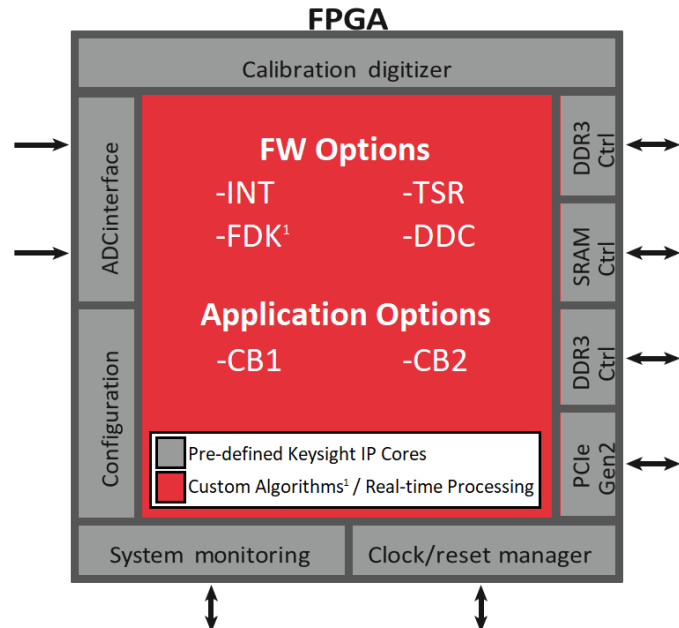 FPGA
Calibration digitizer
ADCinterface
Configuration
FW Options
-INT -TSR
-FDK¹ -DDC
Application Options
-CB1 -CB2
Pre-defined Keysight IP Cores
Custom Algorithms¹ / Real-time Processing
DDR3
Ctrl
SRAM
Ctrl
DDR3
Ctrl
PCIe
Gen2
System monitoring
Clock/reset manager